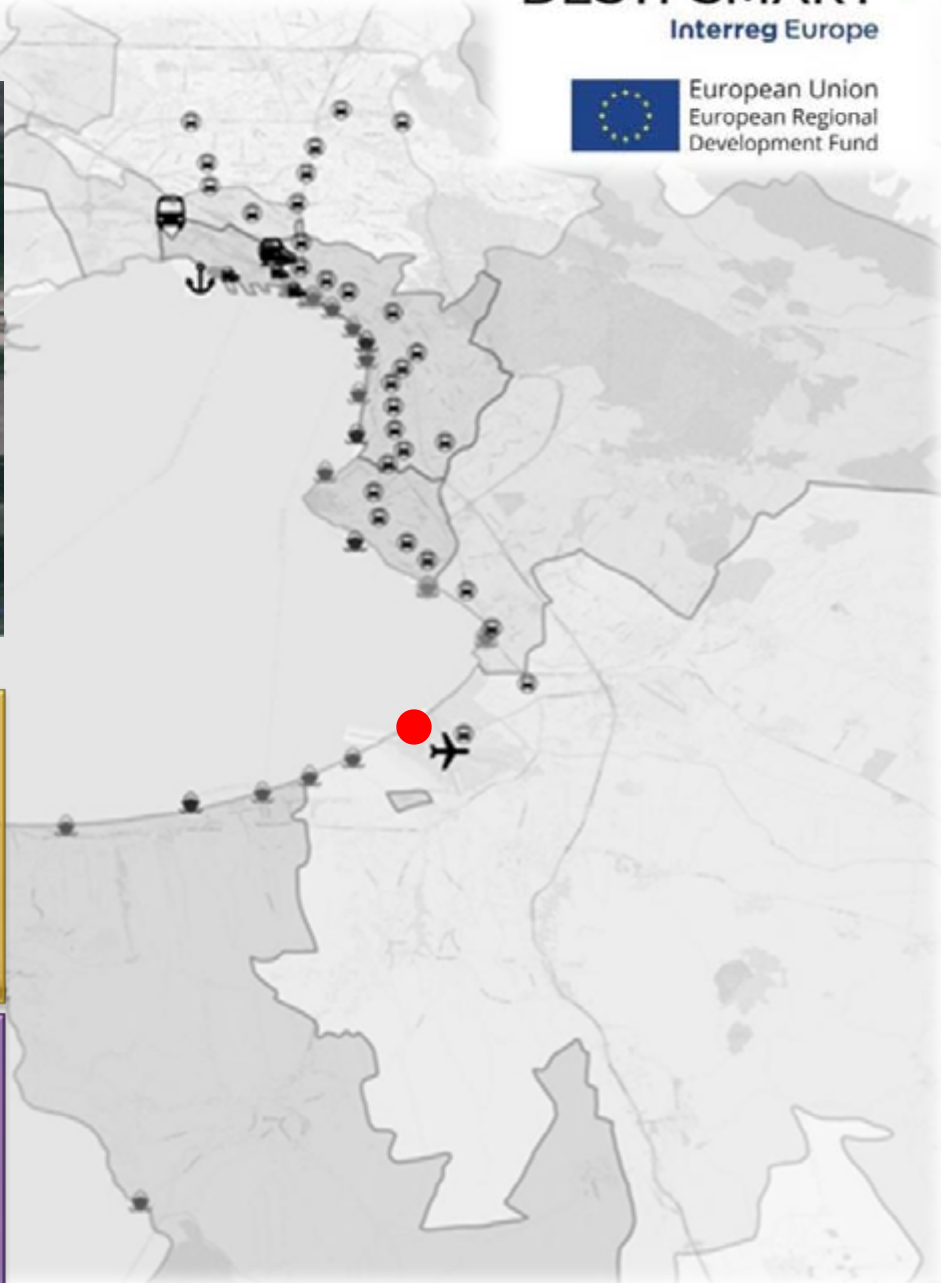 Interreg Europe
European Union
European Regional
Development Fund